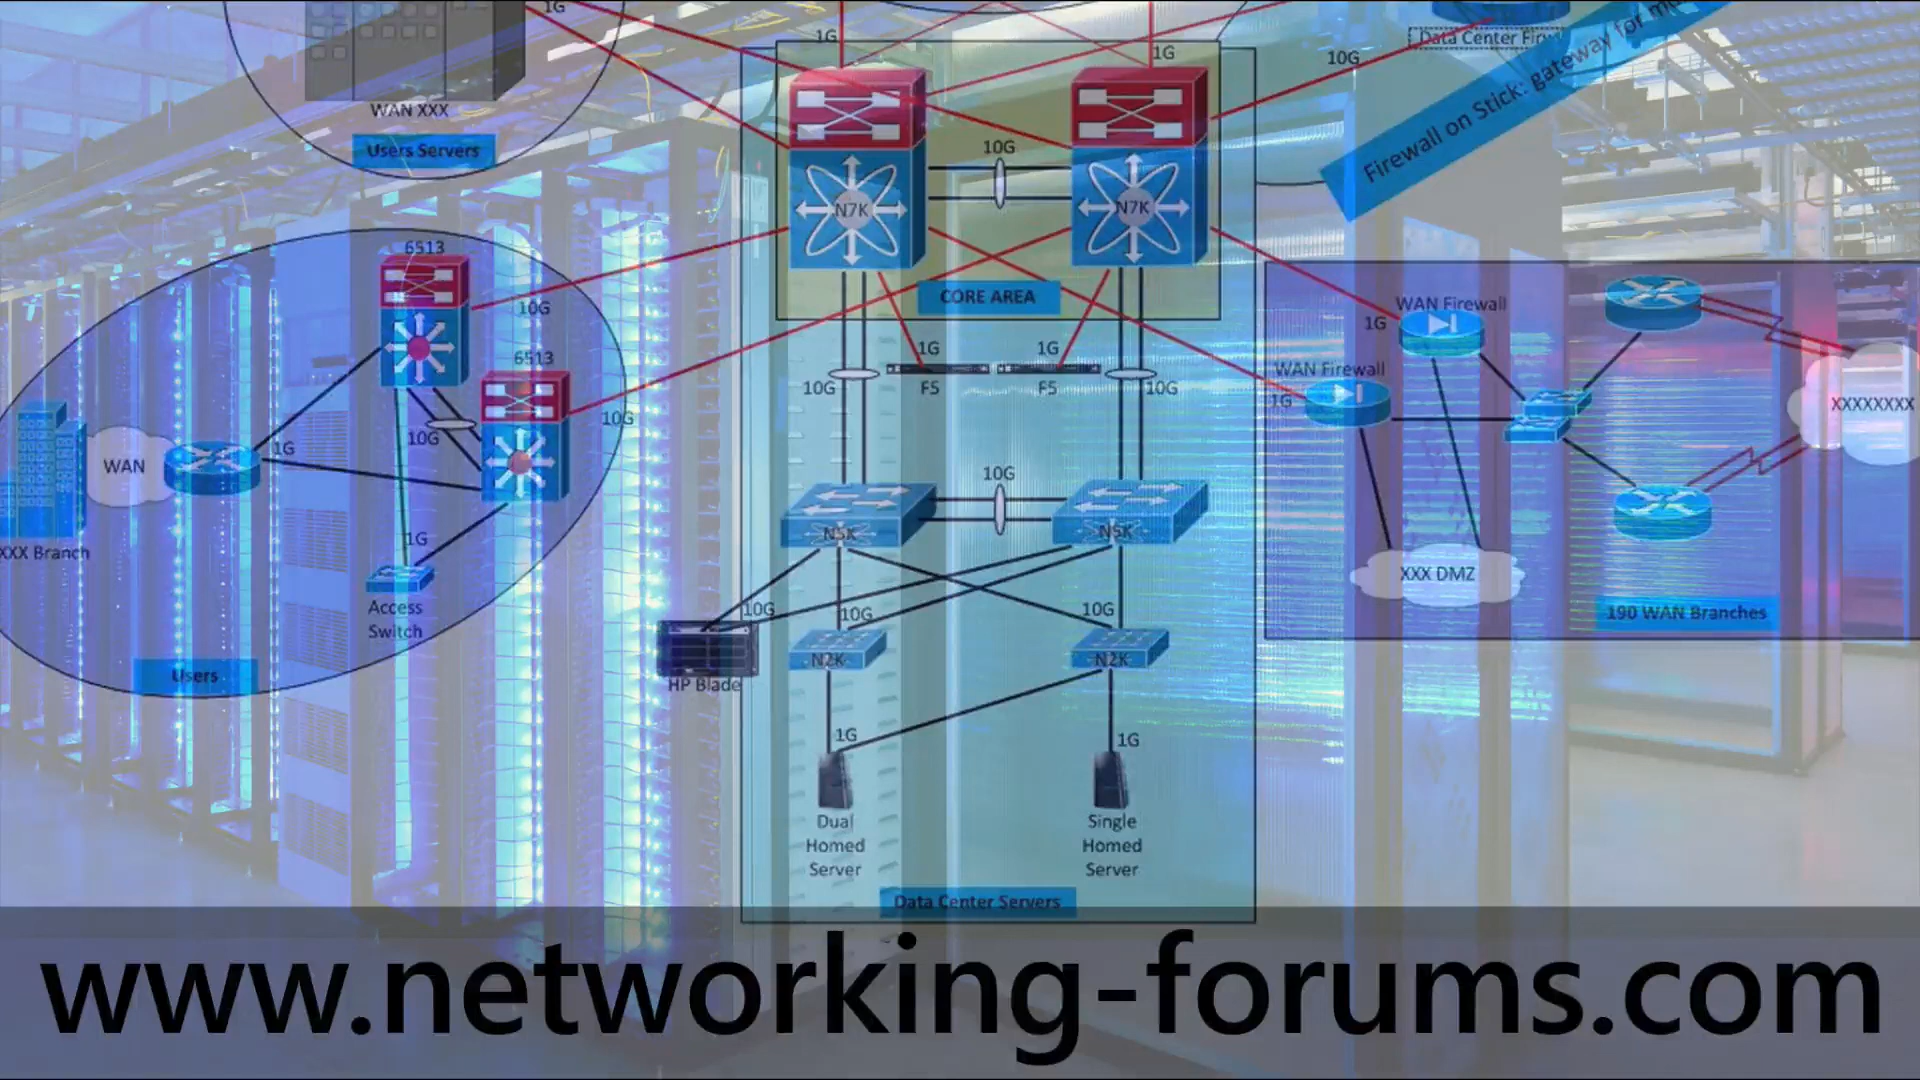 1G
WAN XXX
Users Servers
1G
1G
10G
Data Center
Firewall on Stick: gateway for
10G
N7K
N7K
CORE AREA
6513
10G
6513
10G
10G
WAN
1G
XXX Branch
1G
Access
Switch
Users
1G
1G
10G
F5
F5
10G
WAN Firewall
1G
WAN Firewall
1G
XXXXXXXX
XXX DMZ
190 WAN Branches
10G
N5K
N5K
10G
10G
10G
HP Blade
N2K
N2K
1G
1G
Dual
Homed
Server
Single
Homed
Server
Data Center Servers
www.networking-forums.com